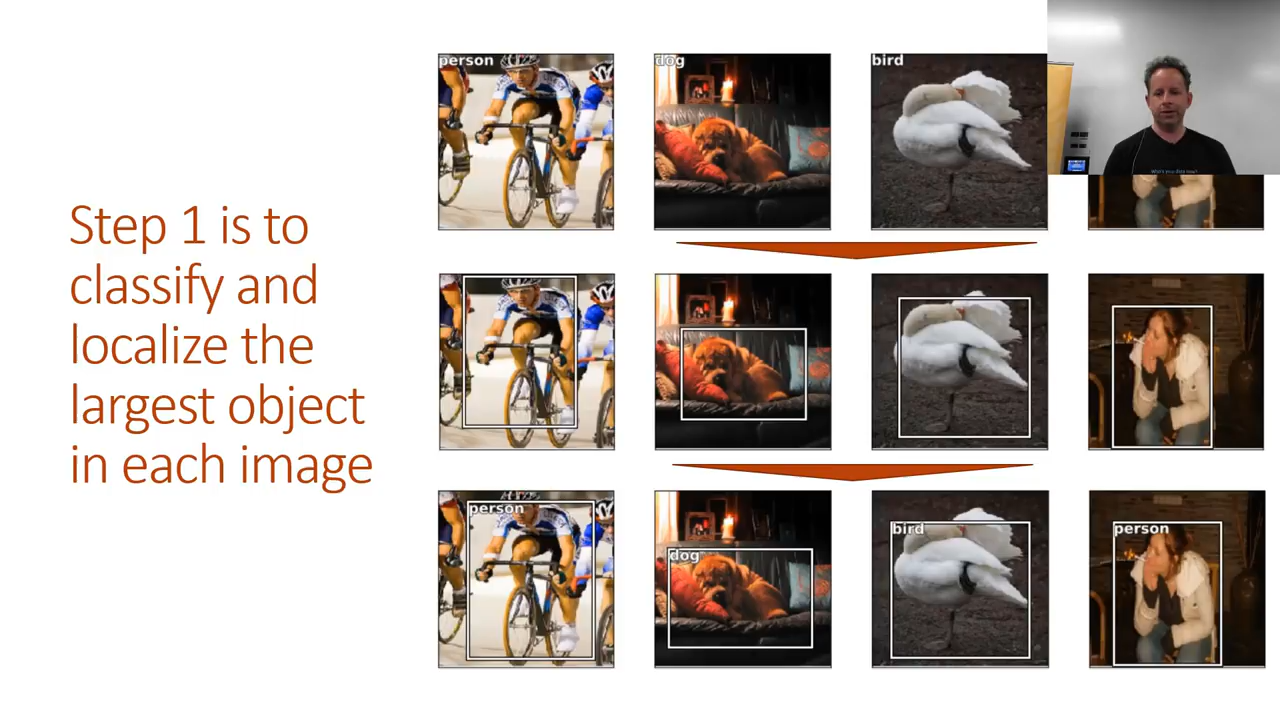 Step 1 is to
classify and
localize the
largest object
in each image
person
dog
bird
person
dog
bird
person